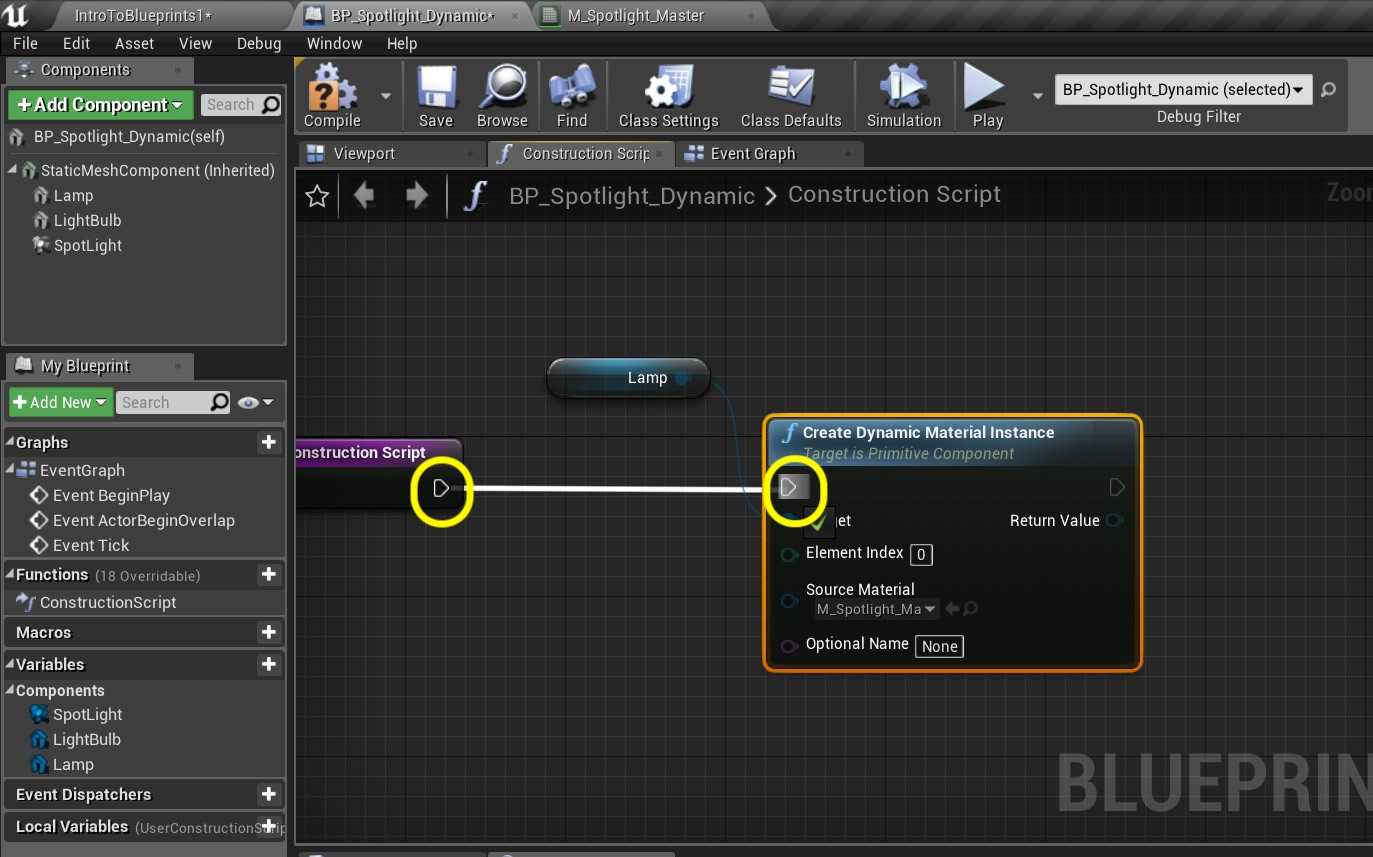 IntroToBlueprints1*
BP_Spotlight_Dynamic*
M_Spotlight_Master
File Edit Asset View Debug Window Help
Components
Add Component
Search
BP_Spotlight_Dynamic(self)
StaticMeshComponent (Inherited)
Lamp
LightBulb
SpotLight
Compile
Save
Browse
Find
Class Settings
Class Defaults
Simulation
Play
BP_Spotlight_Dynamic (selected)
Debug Filter
Viewport
Construction Scrip
Event Graph
BP_Spotlight_Dynamic > Construction Script
Zoo
My Blueprint
Add New
Search
Graphs
EventGraph
Event BeginPlay
Event ActorBeginOverlap
Event Tick
Functions (18 Overridable)
ConstructionScript
Macros
Variables
Components
SpotLight
LightBulb
Lamp
Event Dispatchers
Local Variables (UserConstructionScrip
Lamp
onstruction Script
Create Dynamic Material Instance
Target is Primitive Component
get
Return Value
Element Index 0
Source Material
M_Spotlight_Ma
Optional Name None
BLUEPRIN